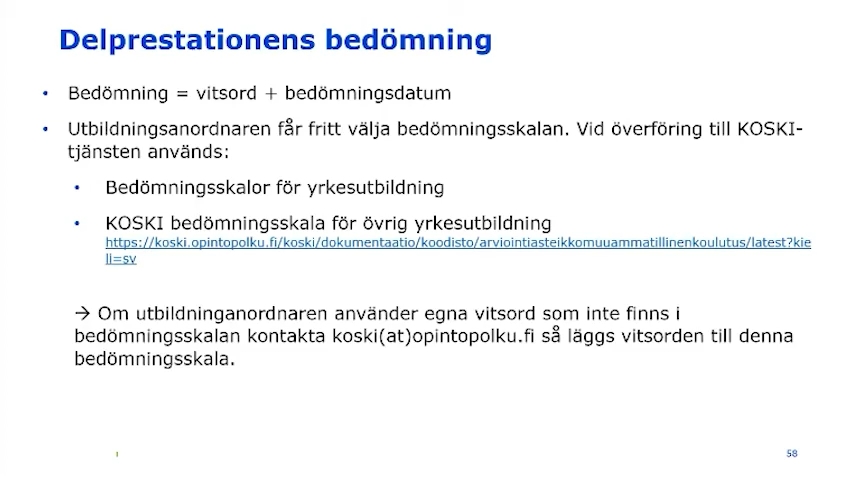 Delprestationens bedömning
• Bedömning = vitsord + bedömningsdatum
• Utbildningsanordnaren får fritt välja bedömningsskalan. Vid överföring till KOSKI-
tjänsten används:
• Bedömningsskalor för yrkesutbildning
• KOSKI bedömningsskala för övrig yrkesutbildning
https://koski.opintopolku.fi/koski/dokumentaatio/koodisto/arviointiasteikkomuuammatillinenkoulutus/latest?kie
li=sv
→ Om utbildninganordnaren använder egna vitsord som inte finns i
bedömningsskalan kontakta koski(at)opintopolku.fi så läggs vitsorden till denna
bedömningsskala.
58